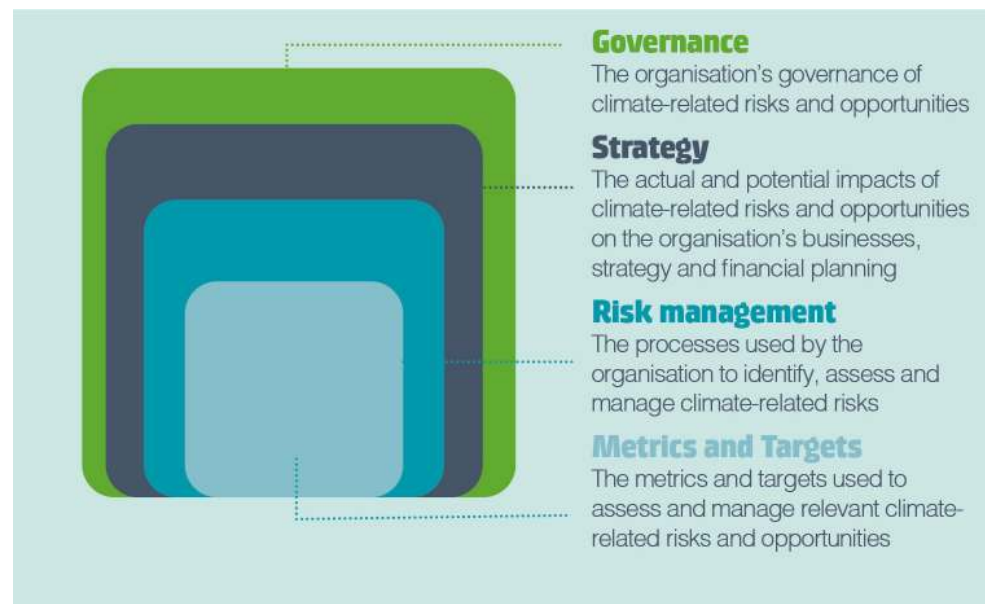 Governance
The organisation’s governance of
climate-related risks and opportunities
Strategy
The actual and potential impacts of
climate-related risks and opportunities
on the organisation’s businesses,
strategy and financial planning
Risk management
The processes used by the
organisation to identify, assess and
manage climate-related risks
Metrics and Targets
The metrics and targets used to
assess and manage relevant climate-
related risks and opportunities